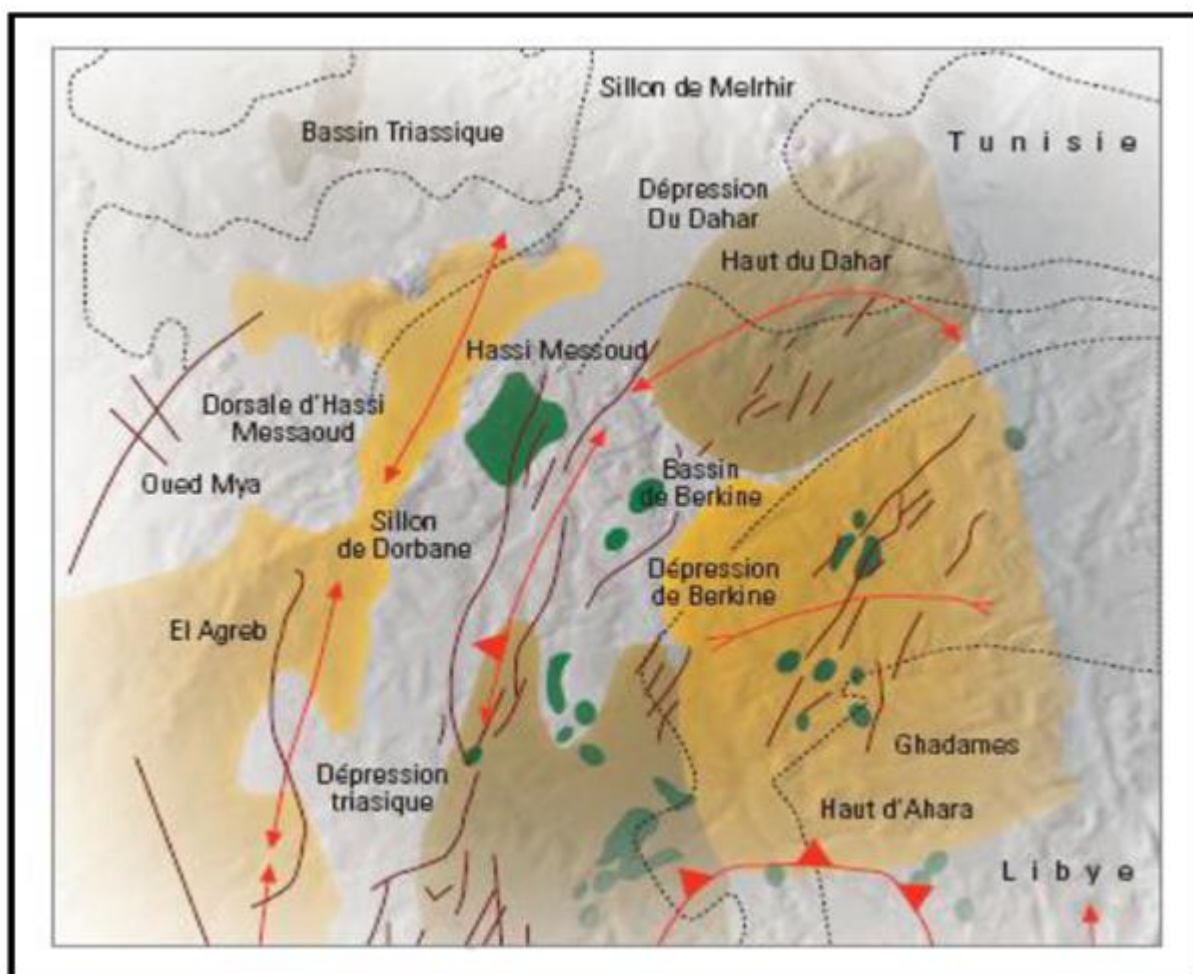 Sillon de Melrhir
Bassin Triassique
Tunisie
Dépression
Du Dahar
Haut du Dahar
Hassi Messoud
Dorsale d'Hassi
Messaoud
Oued Mya
Bassin
de Berkine
Sillon
de Dorbane
Dépression
de Berkine
El Agreb
Ghadames
Dépression
triasique
Haut d'Ahara
Libye